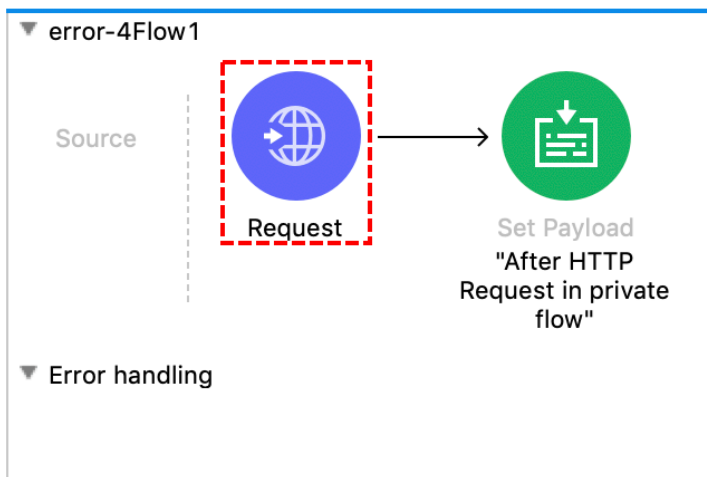 error-4Flow1
Source
Request
Set Payload
"After HTTP
Request in private
flow"
Error handling